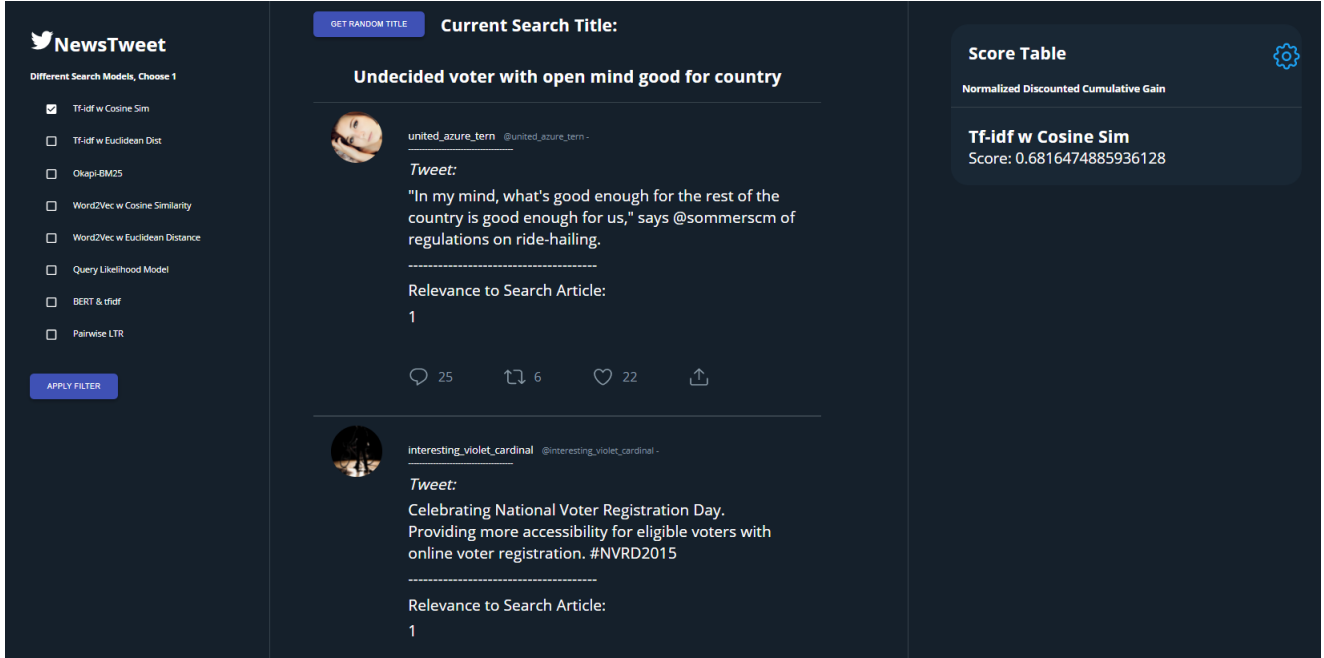 NewsTweet
Different Search Models, Choose 1
Tf-idf w Cosine Sim
Tf-idf w Euclidean Dist
Okapi-BM25
Word2Vec w Cosine Similarity
Word2Vec w Euclidean Distance
Query Likelihood Model
BERT & tfidf
Pairwise LTR
APPLY FILTER
GET RANDOM TITLE
Current Search Title:
Undecided voter with open mind good for country
united_azure_tern @united_azure_tern -
Tweet:
"In my mind, what's good enough for the rest of the
country is good enough for us," says @sommerscm of
regulations on ride-hailing.
--------------------------------------
Relevance to Search Article:
1
25 6 22
interesting_violet_cardinal @interesting_violet_cardinal -
Tweet:
Celebrating National Voter Registration Day.
Providing more accessibility for eligible voters with
online voter registration. #NVRD2015
--------------------------------------
Relevance to Search Article:
1
Score Table
Normalized Discounted Cumulative Gain
Tf-idf w Cosine Sim
Score: 0.6816474885936128